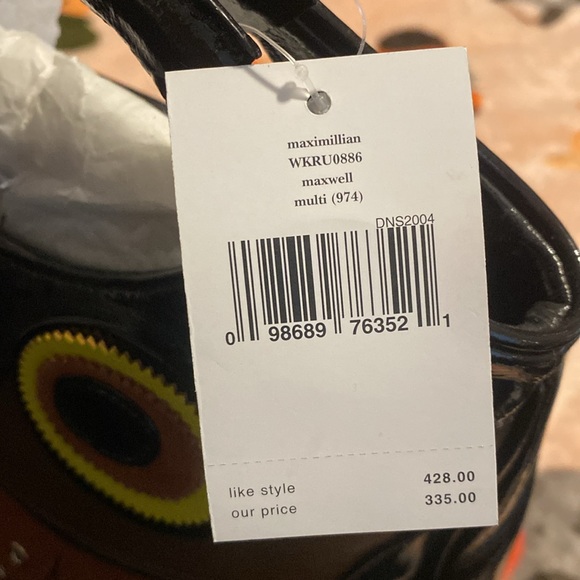 maximillian
WKRU0886
maxwell
multi (974)
DNS2004
0 98689 76352 1
like style 428.00
our price 335.00